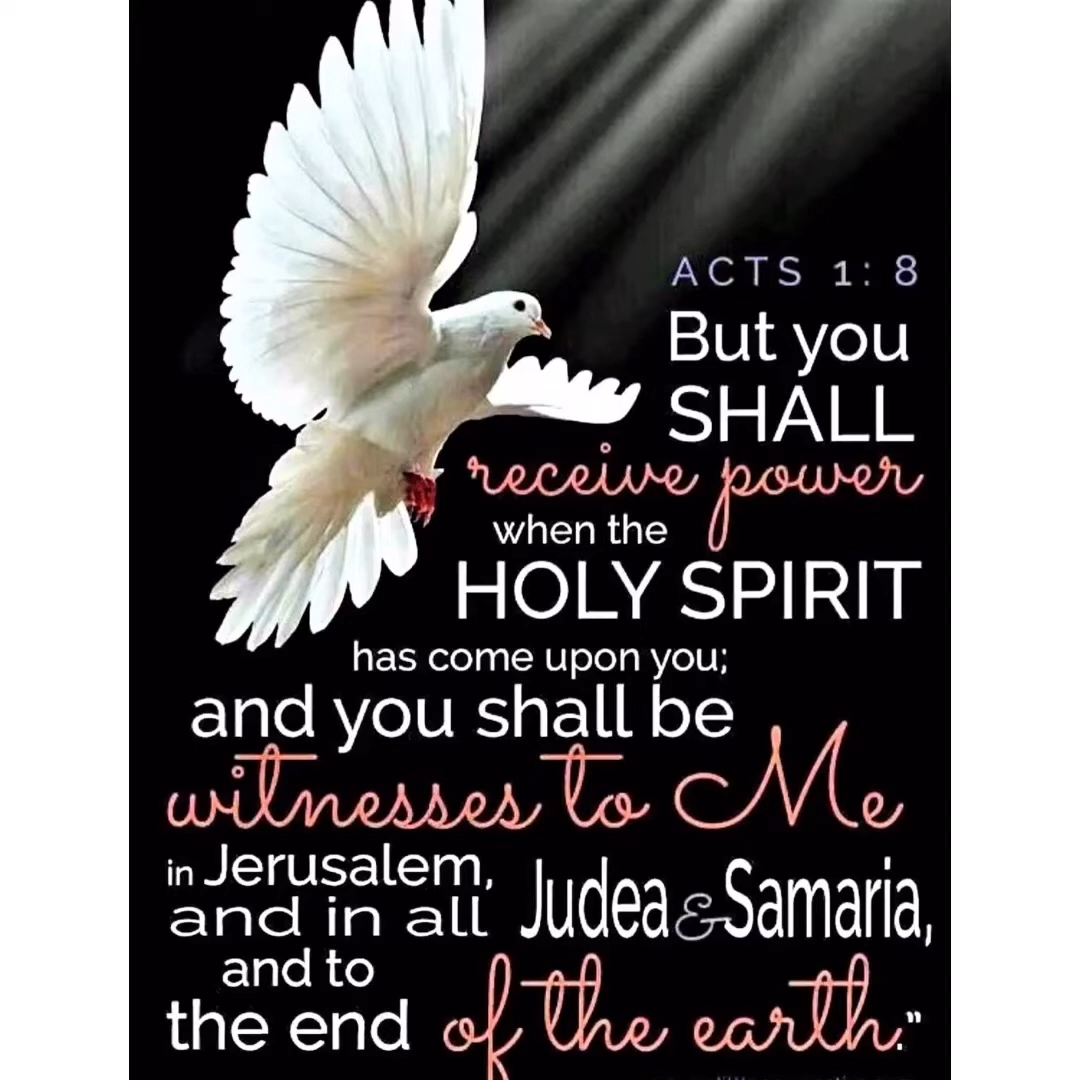 ACTS 1: 8
But you
SHALL
receive power
when the
HOLY SPIRIT
has come upon you;
and you shall be
witnesses to Me
in Jerusalem,
and in all Judea & Samaria,
and to
the end of the earth."